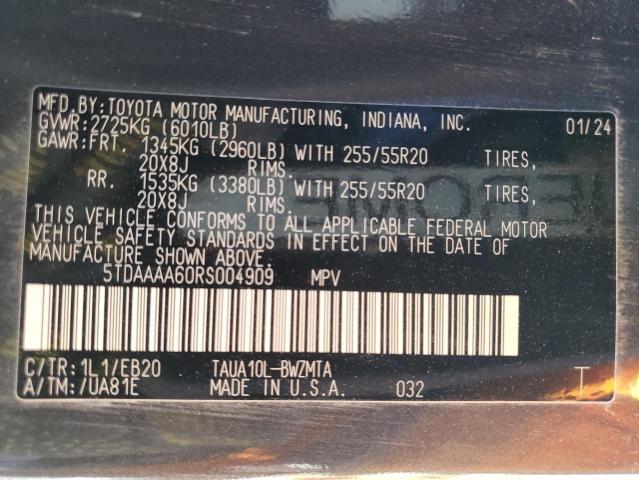 MFD. BY: TOYOTA MOTOR MANUFACTURING, INDIANA, INC.
GVWR: 2725KG (6010LB) 01/24
GAWR: FRT. 1345KG (2960LB) WITH 255/55R20 TIRES,
20X8J RIMS.
RR. 1535KG (3380LB) WITH 255/55R20 TIRES,
20X8J RIMS.
THIS VEHICLE CONFORMS TO ALL APPLICABLE FEDERAL MOTOR
VEHICLE SAFETY STANDARDS IN EFFECT ON THE DATE OF
MANUFACTURE SHOWN ABOVE.
5TDAAAA60RS004909 MPV
C/TR: 1L1/EB20 TAUA10L-BWZMTA
A/TM: /UA81E MADE IN U.S.A. 032 T